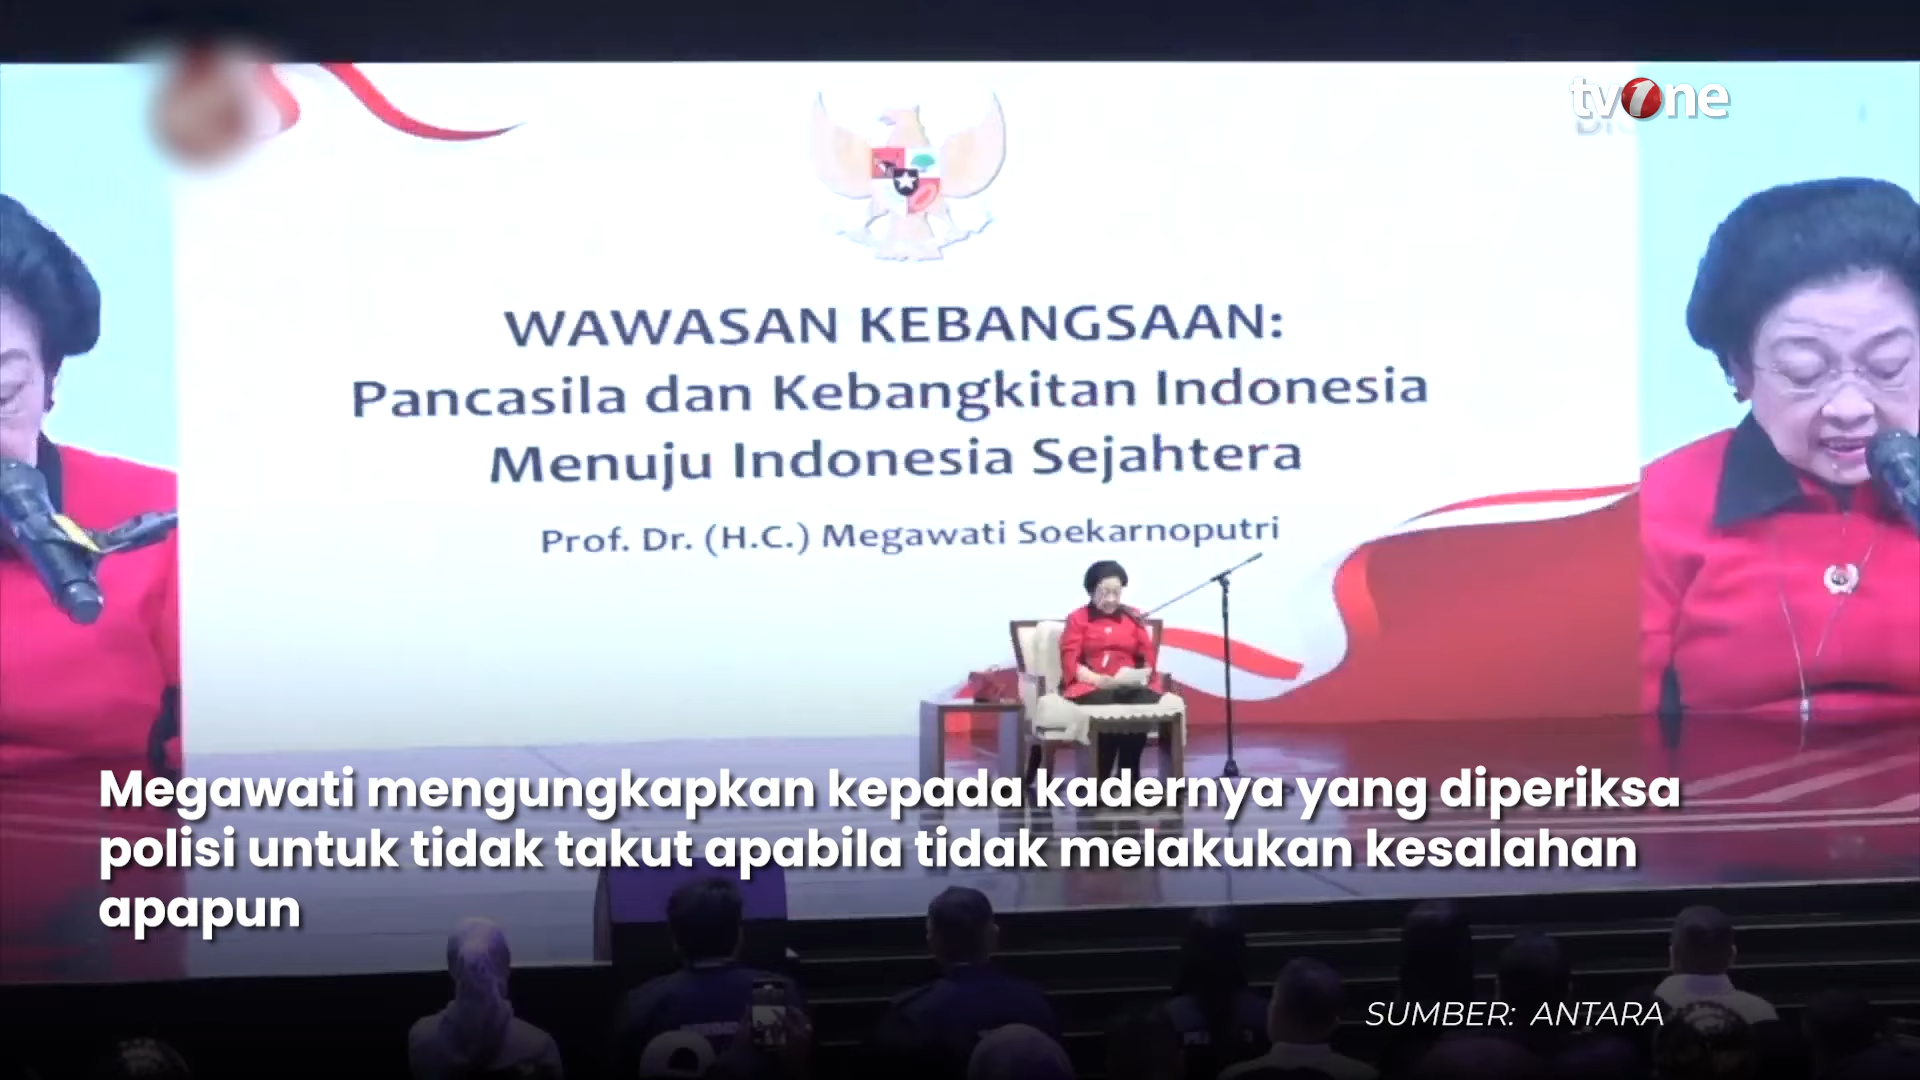 tvOne
WAWASAN KEBANGSAAN:
Pancasila dan Kebangkitan Indonesia
Menuju Indonesia Sejahtera
Prof. Dr. (H.C.) Megawati Soekarnoputri
Megawati mengungkapkan kepada kadernya yang diperiksa
polisi untuk tidak takut apabila tidak melakukan kesalahan
apapun
SUMBER: ANTARA